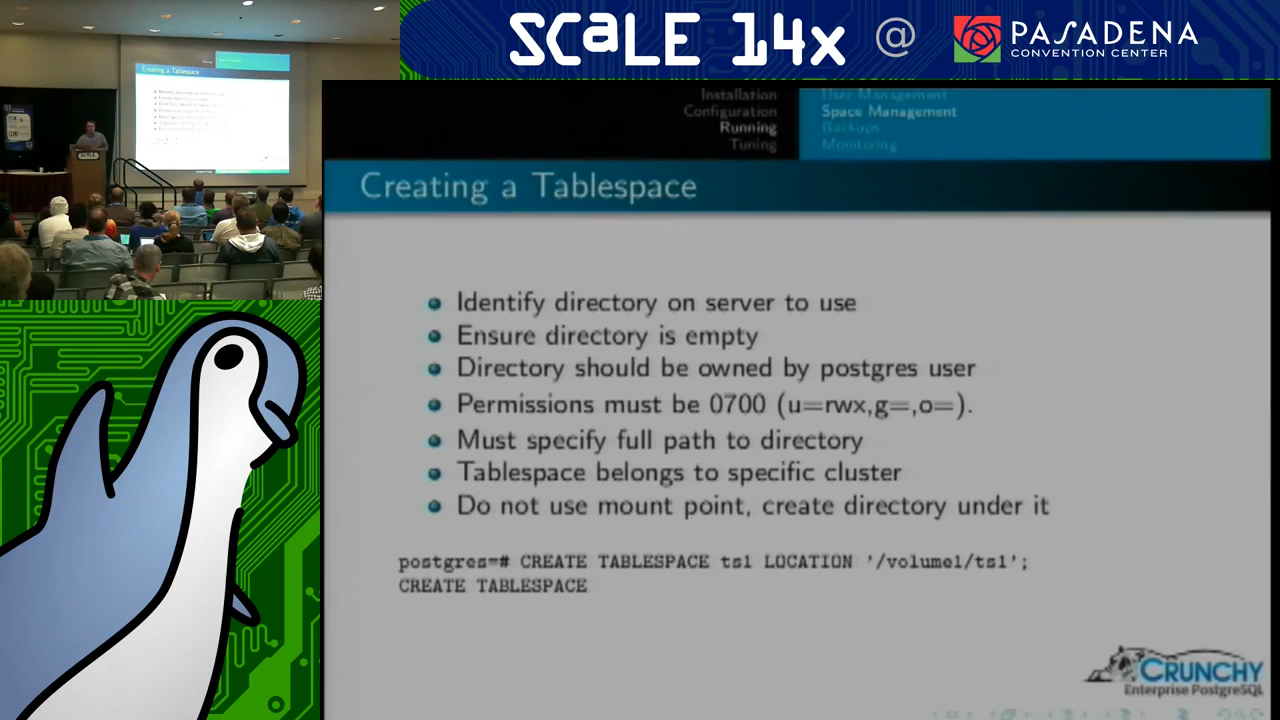 SCaLE 14x @ PASADENA
CONVENTION CENTER
Installation
Configuration
Running
Tuning
User Management
Space Management
Backups
Monitoring
Creating a Tablespace
Identify directory on server to use
Ensure directory is empty
Directory should be owned by postgres user
Permissions must be 0700 (u=rwx,g=,o=).
Must specify full path to directory
Tablespace belongs to specific cluster
Do not use mount point, create directory under it
postgres=# CREATE TABLESPACE ts1 LOCATION '/volume1/ts1';
CREATE TABLESPACE
CRUNCHY
Enterprise PostgreSQL
Creating a Tablespace